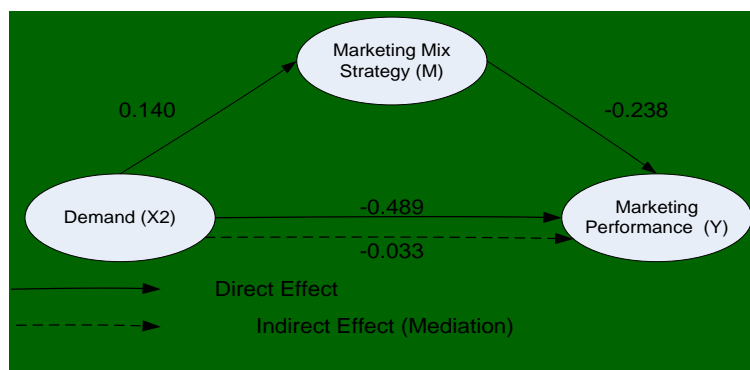 Marketing Mix
Strategy (M)
0.140
-0.238
Demand (X2)
-0.489
-0.033
Marketing
Performance (Y)
Direct Effect
Indirect Effect (Mediation)